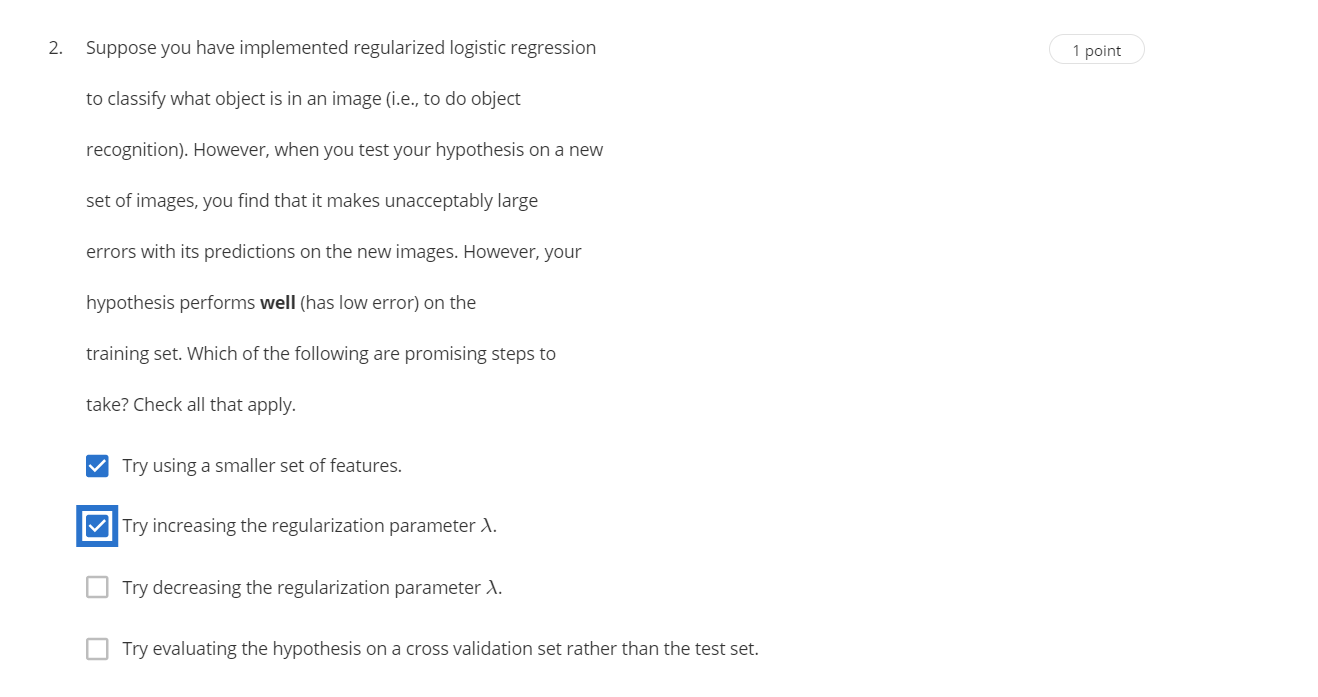 2. Suppose you have implemented regularized logistic regression
1 point
to classify what object is in an image (i.e., to do object
recognition). However, when you test your hypothesis on a new
set of images, you find that it makes unacceptably large
errors with its predictions on the new images. However, your
hypothesis performs well (has low error) on the
training set. Which of the following are promising steps to
take? Check all that apply.
Try using a smaller set of features.
Try increasing the regularization parameter λ.
Try decreasing the regularization parameter λ.
Try evaluating the hypothesis on a cross validation set rather than the test set.